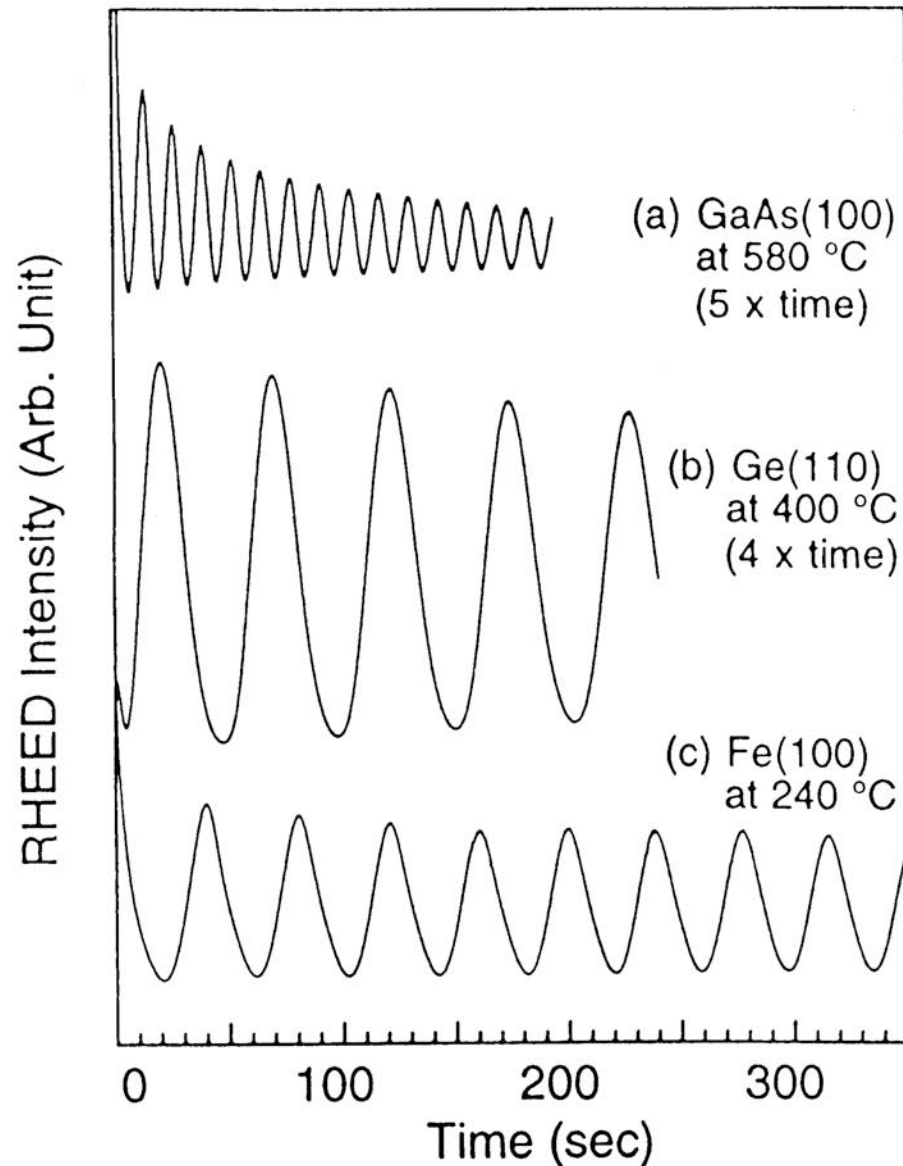 RHEED Intensity (Arb. Unit)
(a) GaAs(100)
at 580 °C
(5 x time)
(b) Ge(110)
at 400 °C
(4 x time)
(c) Fe(100)
at 240 °C
0 100 200 300
Time (sec)